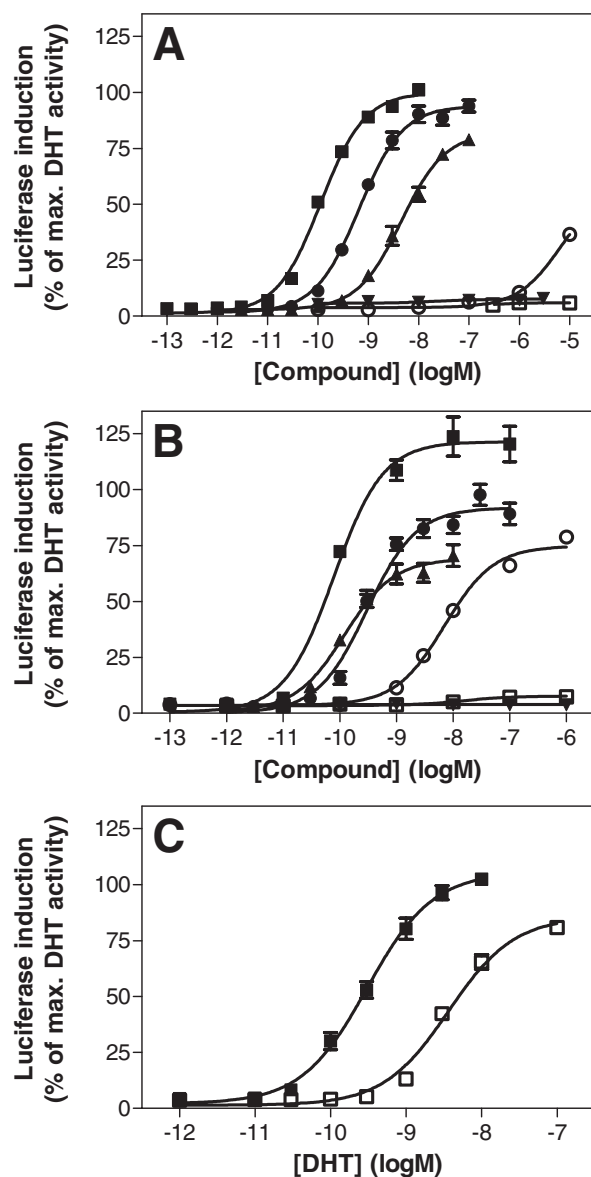 A
Luciferase induction
(% of max. DHT activity)
125
100
75
50
25
0
-13 -12 -11 -10 -9 -8 -7 -6 -5
[Compound] (logM)
B
Luciferase induction
(% of max. DHT activity)
125
100
75
50
25
0
-13 -12 -11 -10 -9 -8 -7 -6
[Compound] (logM)
C
Luciferase induction
(% of max. DHT activity)
125
100
75
50
25
0
-12 -11 -10 -9 -8 -7
[DHT] (logM)